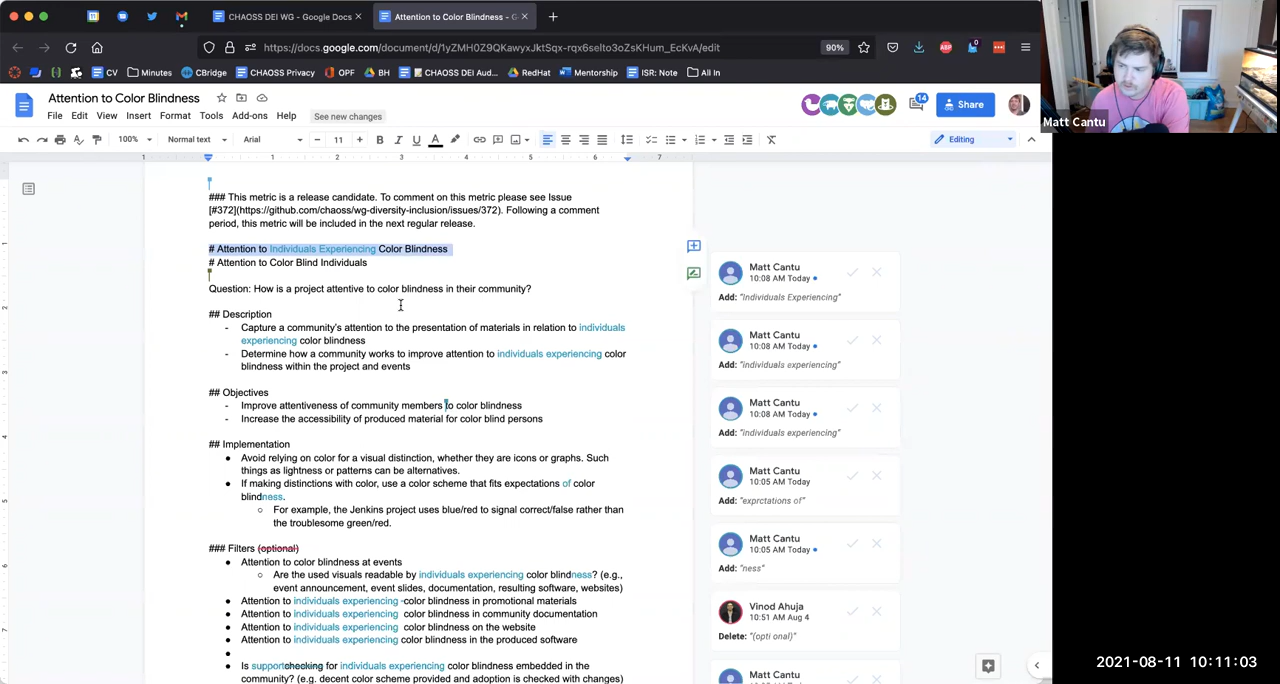 CHAOSS DEI WG - Google Docs
Attention to Color Blindness - G
https://docs.google.com/document/d/1yZMH0Z9QKawyxJktSqx-rqx6selto3oZsKHum_EcKvA/edit
90%
CV
Minutes
CBridge
CHAOSS Privacy
OPF
BH
CHAOSS DEI Aud...
RedHat
Mentorship
ISR: Note
All In
Matt Cantu
Attention to Color Blindness
File Edit View Insert Format Tools Add-ons Help
See new changes
14
Share
100%
Normal text
Arial
11
Editing
1 1 2 3 4 5 6 7
### This metric is a release candidate. To comment on this metric please see Issue
[#372](https://github.com/chaoss/wg-diversity-inclusion/issues/372). Following a comment
period, this metric will be included in the next regular release.
# Attention to Individuals Experiencing Color Blindness
# Attention to Color Blind Individuals
Question: How is a project attentive to color blindness in their community?
## Description
- Capture a community's attention to the presentation of materials in relation to individuals
experiencing color blindness
- Determine how a community works to improve attention to individuals experiencing color
blindness within the project and events
## Objectives
- Improve attentiveness of community members to color blindness
- Increase the accessibility of produced material for color blind persons
## Implementation
● Avoid relying on color for a visual distinction, whether they are icons or graphs. Such
things as lightness or patterns can be alternatives.
● If making distinctions with color, use a color scheme that fits expectations of color
blindness.
○ For example, the Jenkins project uses blue/red to signal correct/false rather than
the troublesome green/red.
### Filters (optional)
● Attention to color blindness at events
○ Are the used visuals readable by individuals experiencing color blindness? (e.g.,
event announcement, event slides, documentation, resulting software, websites)
● Attention to individuals experiencing -color blindness in promotional materials
● Attention to individuals experiencing color blindness in community documentation
● Attention to individuals experiencing color blindness on the website
● Attention to individuals experiencing color blindness in the produced software
●
● Is supportchecking for individuals experiencing color blindness embedded in the
community? (e.g. decent color scheme provided and adoption is checked with changes)
Matt Cantu
10:08 AM Today
Add: "Individuals Experiencing"
Matt Cantu
10:08 AM Today
Add: "individuals experiencing"
Matt Cantu
10:08 AM Today
Add: "individuals experiencing"
Matt Cantu
10:05 AM Today
Add: "exprctations of"
Matt Cantu
10:05 AM Today
Add: "ness"
Vinod Ahuja
10:51 AM Aug 4
Delete: "(opti onal)"
Matt Cantu
2021-08-11 10:11:03